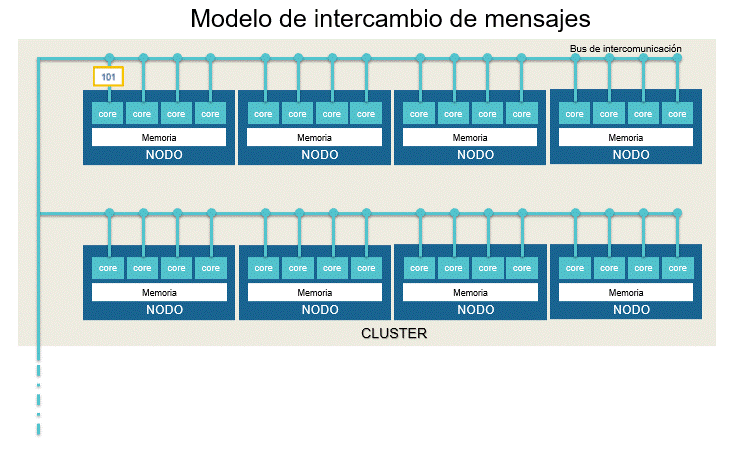 Modelo de intercambio de mensajes
Bus de intercomunicación
101
core core core core core core core core core core core core core core core core
Memoria Memoria Memoria Memoria
NODO NODO NODO NODO
core core core core core core core core core core core core core core core core
Memoria Memoria Memoria Memoria
NODO NODO NODO NODO
CLUSTER